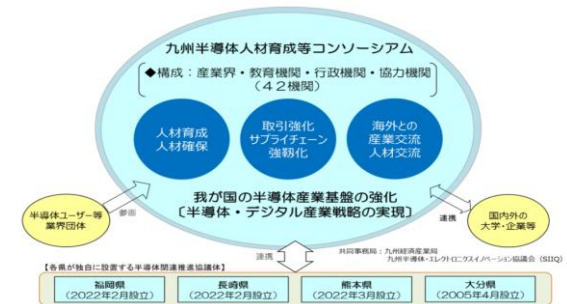 九州半導体人材育成等コンソーシアム
◆構成：産業界・教育機関・行政機関・協力機関
（４２機関）
人材育成
人材確保
取引強化
サプライチェーン
強靱化
海外との
産業交流
人材交流
我が国の半導体産業基盤の強化
〔半導体・デジタル産業戦略の実現〕
半導体ユーザー等
業界団体
参画
連携
国内外の
大学・企業等
連携
共同事務局：九州経済産業局
九州半導体・エレクトロニクスイノベーション協議会（SIIQ）
【各県が独自に設置する半導体関連推進協議体】
福岡県
（2022年2月設立）
長崎県
（2022年2月設立）
熊本県
（2022年3月設立）
大分県
（2005年4月設立）